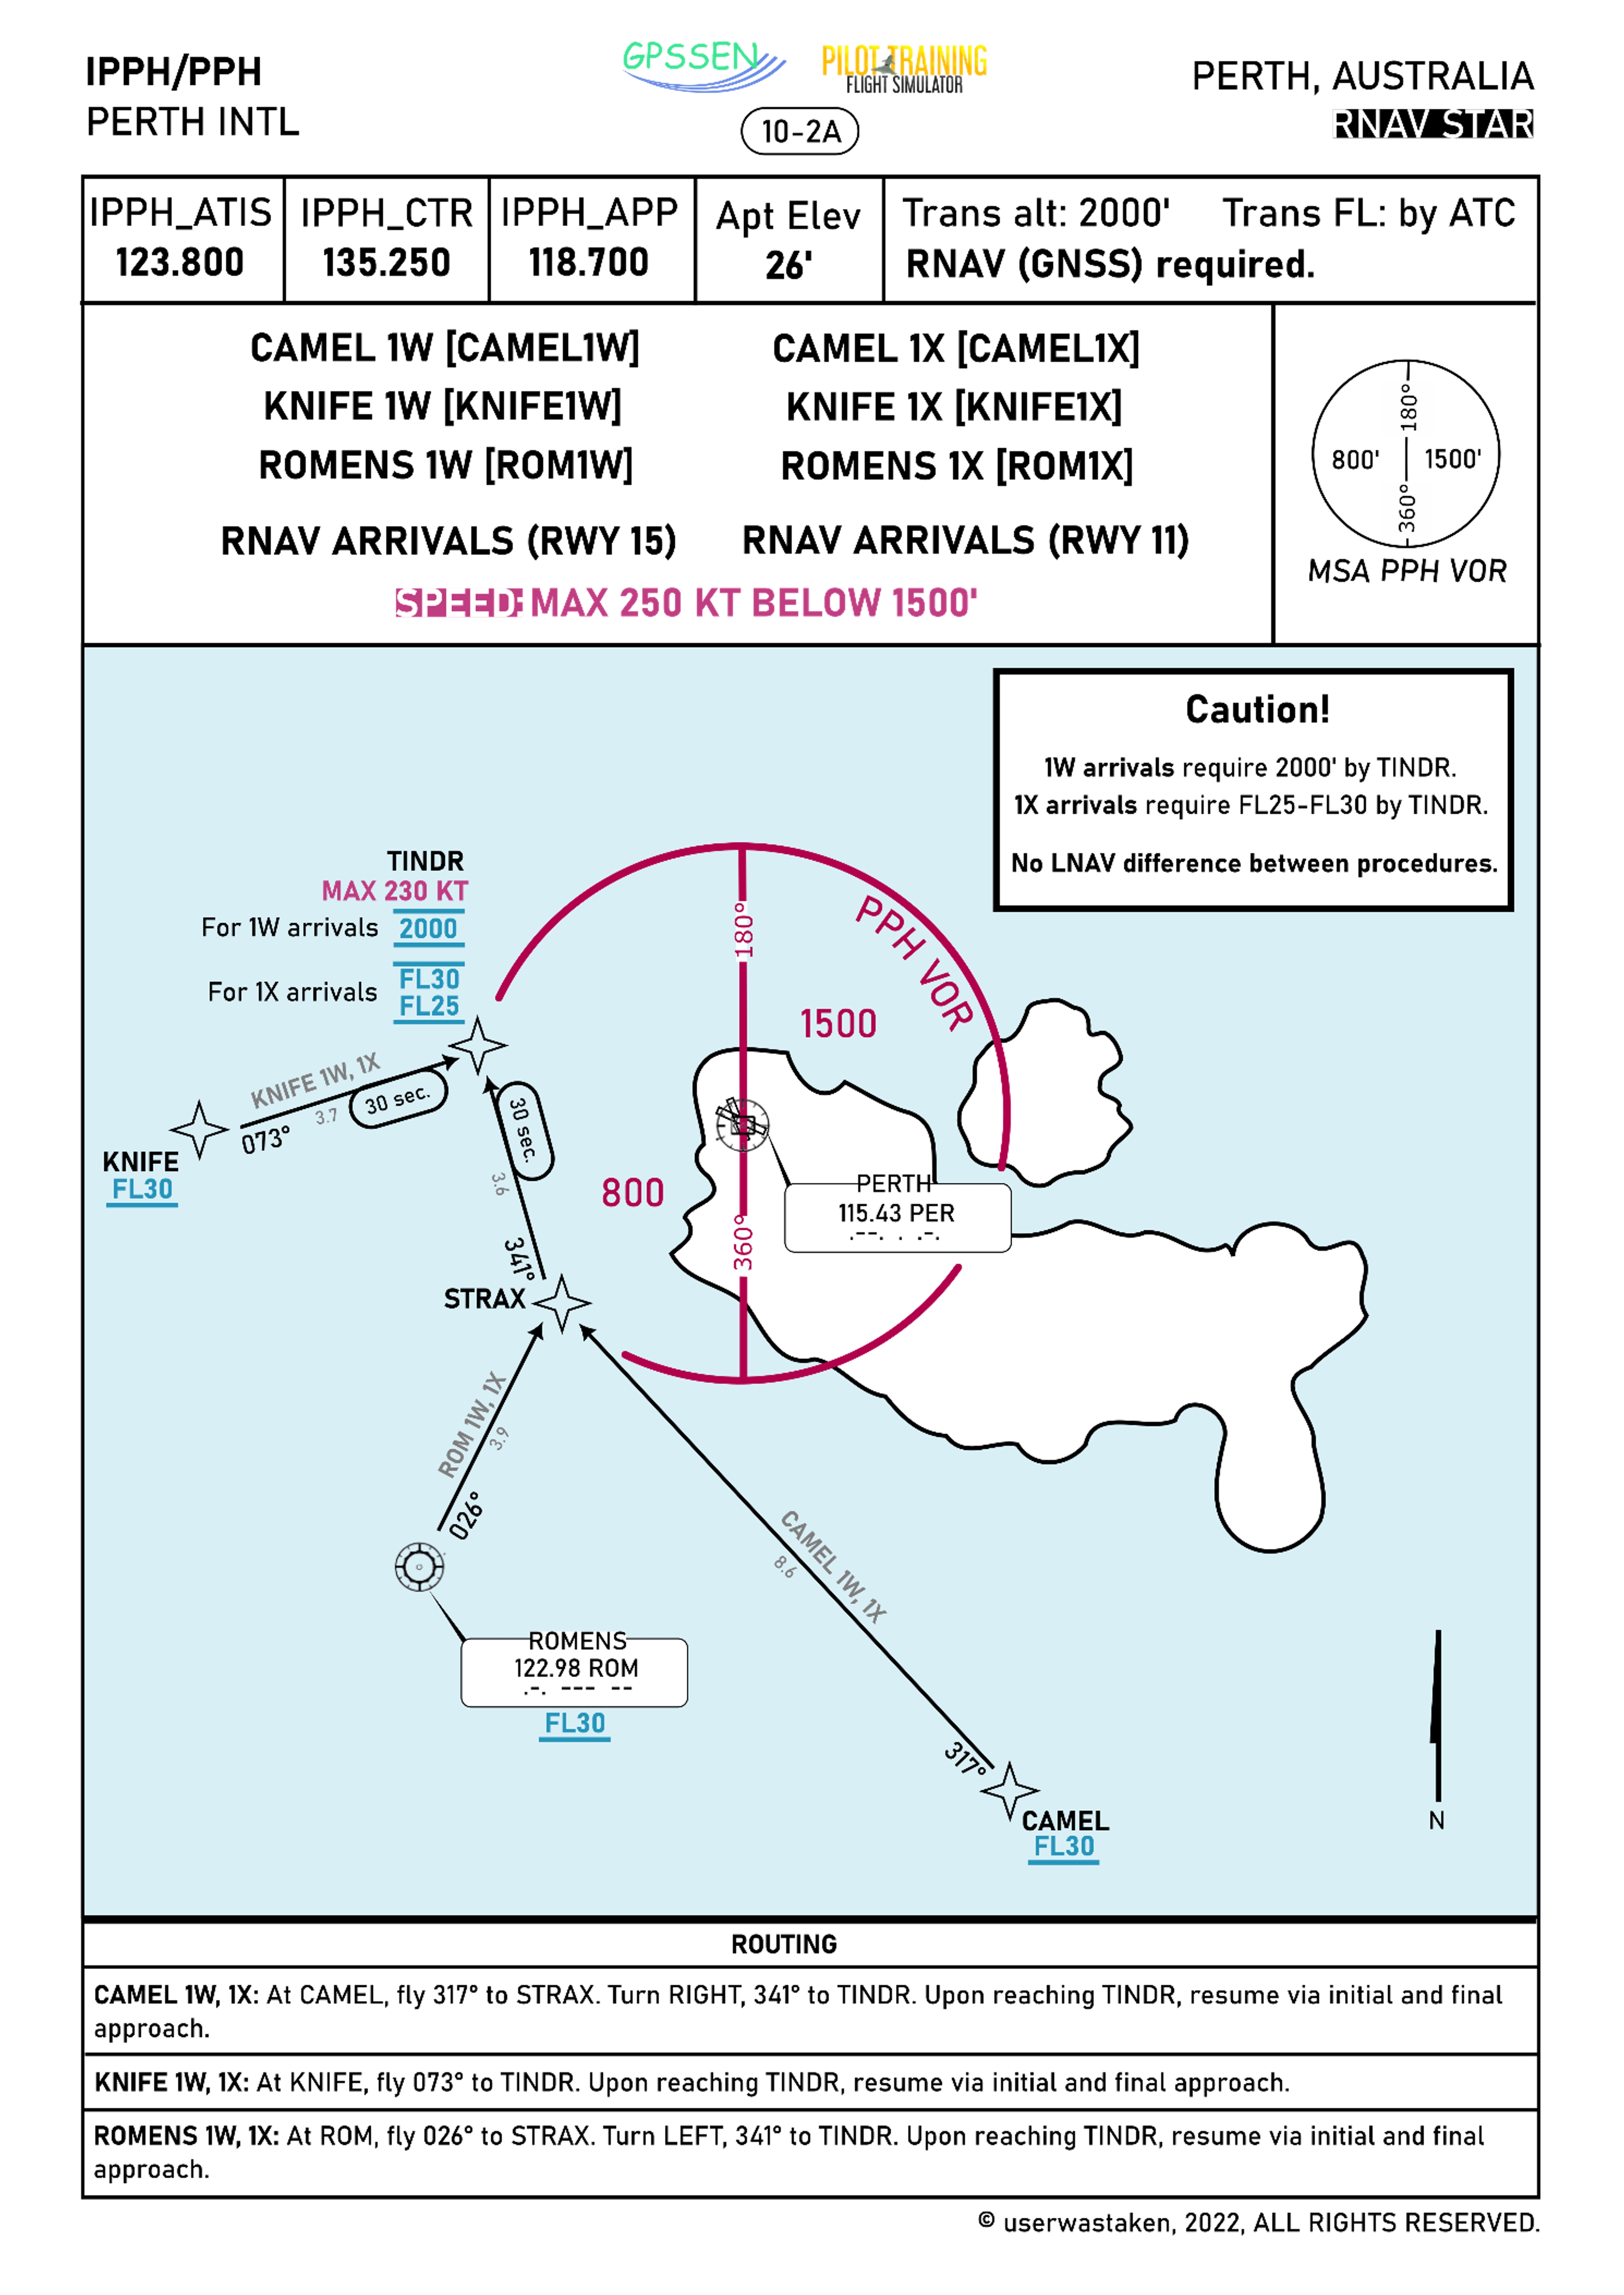 IPPH/PPH
PERTH INTL
GPSSEN
PILOT TRAINING
FLIGHT SIMULATOR
10-2A
PERTH, AUSTRALIA
RNAV STAR
IPPH_ATIS
123.800
IPPH_CTR
135.250
IPPH_APP
118.700
Apt Elev
26'
Trans alt: 2000' Trans FL: by ATC
RNAV (GNSS) required.
CAMEL 1W [CAMEL1W]
KNIFE 1W [KNIFE1W]
ROMENS 1W [ROM1W]
RNAV ARRIVALS (RWY 15)
CAMEL 1X [CAMEL1X]
KNIFE 1X [KNIFE1X]
ROMENS 1X [ROM1X]
RNAV ARRIVALS (RWY 11)
SPEED: MAX 250 KT BELOW 1500'
180°
800' 1500'
360°
MSA PPH VOR
Caution!
1W arrivals require 2000' by TINDR.
1X arrivals require FL25-FL30 by TINDR.
No LNAV difference between procedures.
TINDR
MAX 230 KT
For 1W arrivals 2000
For 1X arrivals FL30
FL25
180°
PPH VOR
1500
KNIFE 1W, 1X
3.7
30 sec.
073°
KNIFE
FL30
30 sec.
3.6
341°
800
360°
PERTH
115.43 PER
.--. . .-.
STRAX
ROM 1W, 1X
3.9
026°
CAMEL 1W, 1X
8.6
317°
ROMENS
122.98 ROM
.-. --- --
FL30
CAMEL
FL30
N
ROUTING
CAMEL 1W, 1X: At CAMEL, fly 317° to STRAX. Turn RIGHT, 341° to TINDR. Upon reaching TINDR, resume via initial and final
approach.
KNIFE 1W, 1X: At KNIFE, fly 073° to TINDR. Upon reaching TINDR, resume via initial and final approach.
ROMENS 1W, 1X: At ROM, fly 026° to STRAX. Turn LEFT, 341° to TINDR. Upon reaching TINDR, resume via initial and final
approach.
© userwastaken, 2022, ALL RIGHTS RESERVED.